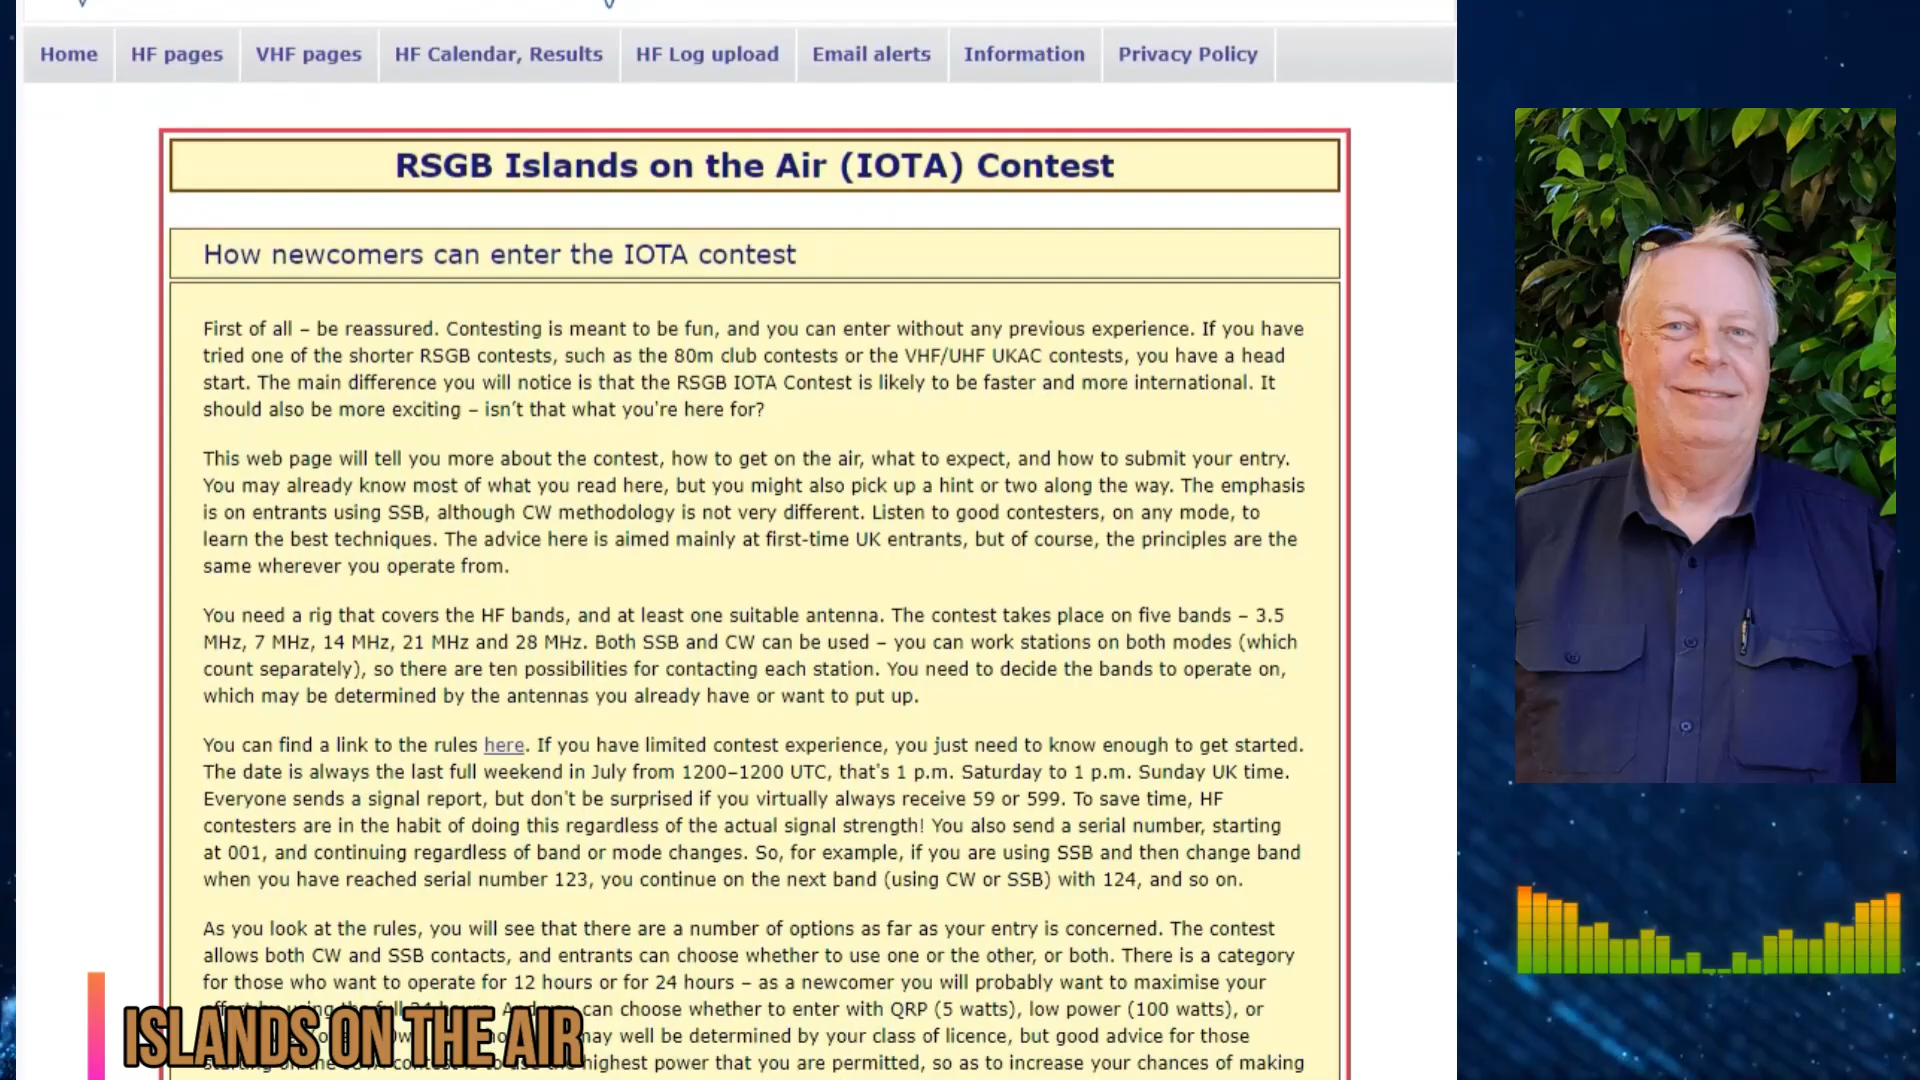 Home HF pages VHF pages HF Calendar, Results HF Log upload Email alerts Information Privacy Policy
RSGB Islands on the Air (IOTA) Contest
How newcomers can enter the IOTA contest
First of all – be reassured. Contesting is meant to be fun, and you can enter without any previous experience. If you have
tried one of the shorter RSGB contests, such as the 80m club contests or the VHF/UHF UKAC contests, you have a head
start. The main difference you will notice is that the RSGB IOTA Contest is likely to be faster and more international. It
should also be more exciting – isn't that what you're here for?
This web page will tell you more about the contest, how to get on the air, what to expect, and how to submit your entry.
You may already know most of what you read here, but you might also pick up a hint or two along the way. The emphasis
is on entrants using SSB, although CW methodology is not very different. Listen to good contesters, on any mode, to
learn the best techniques. The advice here is aimed mainly at first-time UK entrants, but of course, the principles are the
same wherever you operate from.
You need a rig that covers the HF bands, and at least one suitable antenna. The contest takes place on five bands – 3.5
MHz, 7 MHz, 14 MHz, 21 MHz and 28 MHz. Both SSB and CW can be used – you can work stations on both modes (which
count separately), so there are ten possibilities for contacting each station. You need to decide the bands to operate on,
which may be determined by the antennas you already have or want to put up.
You can find a link to the rules here. If you have limited contest experience, you just need to know enough to get started.
The date is always the last full weekend in July from 1200–1200 UTC, that's 1 p.m. Saturday to 1 p.m. Sunday UK time.
Everyone sends a signal report, but don't be surprised if you virtually always receive 59 or 599. To save time, HF
contesters are in the habit of doing this regardless of the actual signal strength! You also send a serial number, starting
at 001, and continuing regardless of band or mode changes. So, for example, if you are using SSB and then change band
when you have reached serial number 123, you continue on the next band (using CW or SSB) with 124, and so on.
As you look at the rules, you will see that there are a number of options as far as your entry is concerned. The contest
allows both CW and SSB contacts, and entrants can choose whether to use one or the other, or both. There is a category
for those who want to operate for 12 hours or for 24 hours – as a newcomer you will probably want to maximise your
can choose whether to enter with QRP (5 watts), low power (100 watts), or
may well be determined by your class of licence, but good advice for those
highest power that you are permitted, so as to increase your chances of making
ISLANDS ON THE AIR